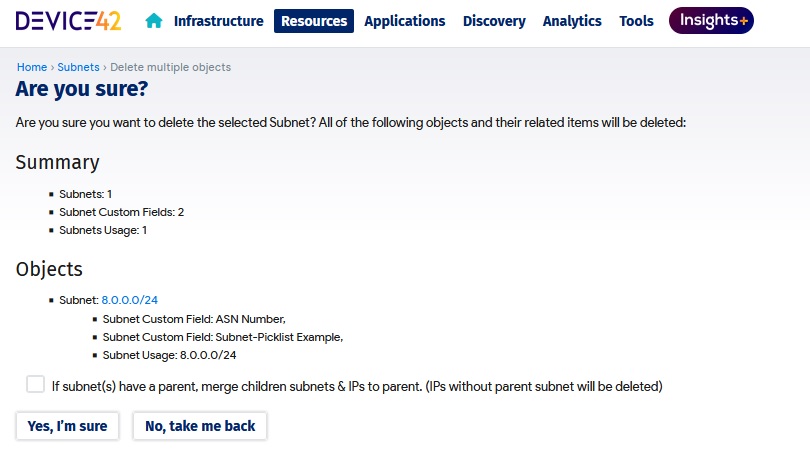 DEVICE42 Infrastructure Resources Applications Discovery Analytics Tools Insights+
Home › Subnets › Delete multiple objects
Are you sure?
Are you sure you want to delete the selected Subnet? All of the following objects and their related items will be deleted:
Summary
▪ Subnets: 1
▪ Subnet Custom Fields: 2
▪ Subnets Usage: 1
Objects
▪ Subnet: 8.0.0.0/24
▪ Subnet Custom Field: ASN Number,
▪ Subnet Custom Field: Subnet-Picklist Example,
▪ Subnet Usage: 8.0.0.0/24
If subnet(s) have a parent, merge children subnets & IPs to parent. (IPs without parent subnet will be deleted)
Yes, I'm sure No, take me back